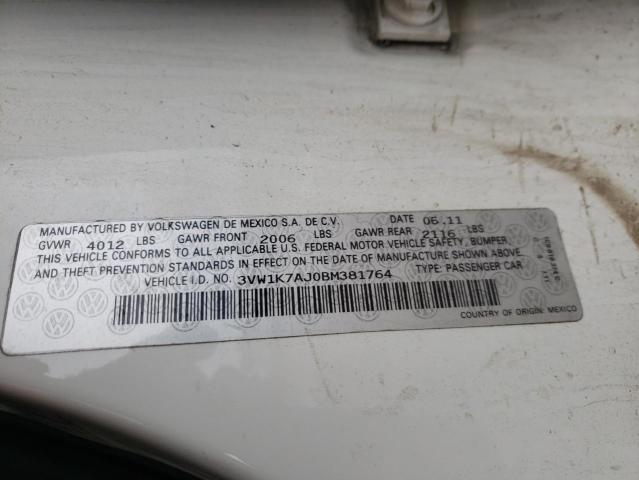 MANUFACTURED BY VOLKSWAGEN DE MEXICO S.A. DE C.V. DATE 06.11
GVWR 4012 LBS GAWR FRONT 2006 LBS GAWR REAR 2116 LBS
THIS VEHICLE CONFORMS TO ALL APPLICABLE U.S. FEDERAL MOTOR VEHICLE SAFETY, BUMPER,
AND THEFT PREVENTION STANDARDS IN EFFECT ON THE DATE OF MANUFACTURE SHOWN ABOVE.
VEHICLE I.D. NO. 3VW1K7AJ0BM381764 TYPE: PASSENGER CAR
COUNTRY OF ORIGIN: MEXICO